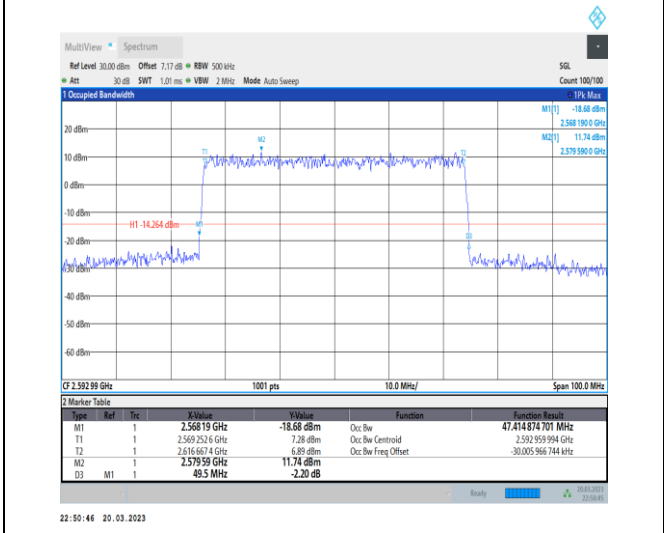 MultiView Spectrum
Ref Level 30.00 dBm Offset 7.17 dB RBW 500 kHz SGL
Att 30 dB SWT 1.01 ms VBW 2 MHz Mode Auto Sweep Count 100/100
1 Occupied Bandwidth 1Pk Max
M1[1] -18.68 dBm
2.568 190 0 GHz
M2[1] 11.74 dBm
2.579 590 0 GHz
20 dBm
M2
T1 T2
10 dBm
0 dBm
-10 dBm
H1 -14.264 dBm M1
-20 dBm
D3
-30 dBm
-40 dBm
-50 dBm
-60 dBm
CF 2.592 99 GHz 1001 pts 10.0 MHz/ Span 100.0 MHz
2 Marker Table
Type Ref Trc X-Value Y-Value Function Function Result
M1 1 2.568 19 GHz -18.68 dBm Occ Bw 47.414 874 701 MHz
T1 1 2.569 252 6 GHz 7.28 dBm Occ Bw Centroid 2.592 959 994 GHz
T2 1 2.616 667 4 GHz 6.89 dBm Occ Bw Freq Offset -30.005 966 744 kHz
M2 1 2.579 59 GHz 11.74 dBm
D3 M1 1 49.5 MHz -2.20 dB
Ready 20.03.2023
22:50:45
22:50:46 20.03.2023